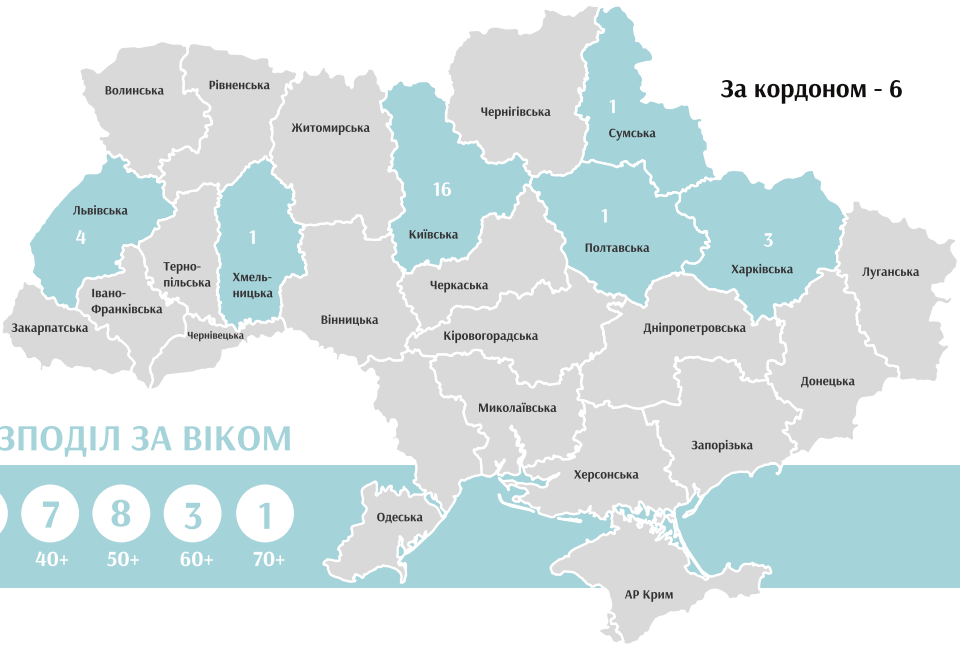 За кордоном - 6
Волинська
Рівненська
Житомирська
Чернігівська
1
Сумська
Львівська
4
1
Хмель-
ницька
16
Київська
1
Полтавська
3
Харківська
Луганська
Терно-
пільська
Івано-
Франківська
Закарпатська
Чернівецька
Вінницька
Черкаська
Кіровогорадська
Дніпропетровська
Донецька
Миколаївська
Запорізька
Херсонська
Одеська
АР Крим
ЗПОДІЛ ЗА ВІКОМ
7 8 3 1
40+ 50+ 60+ 70+